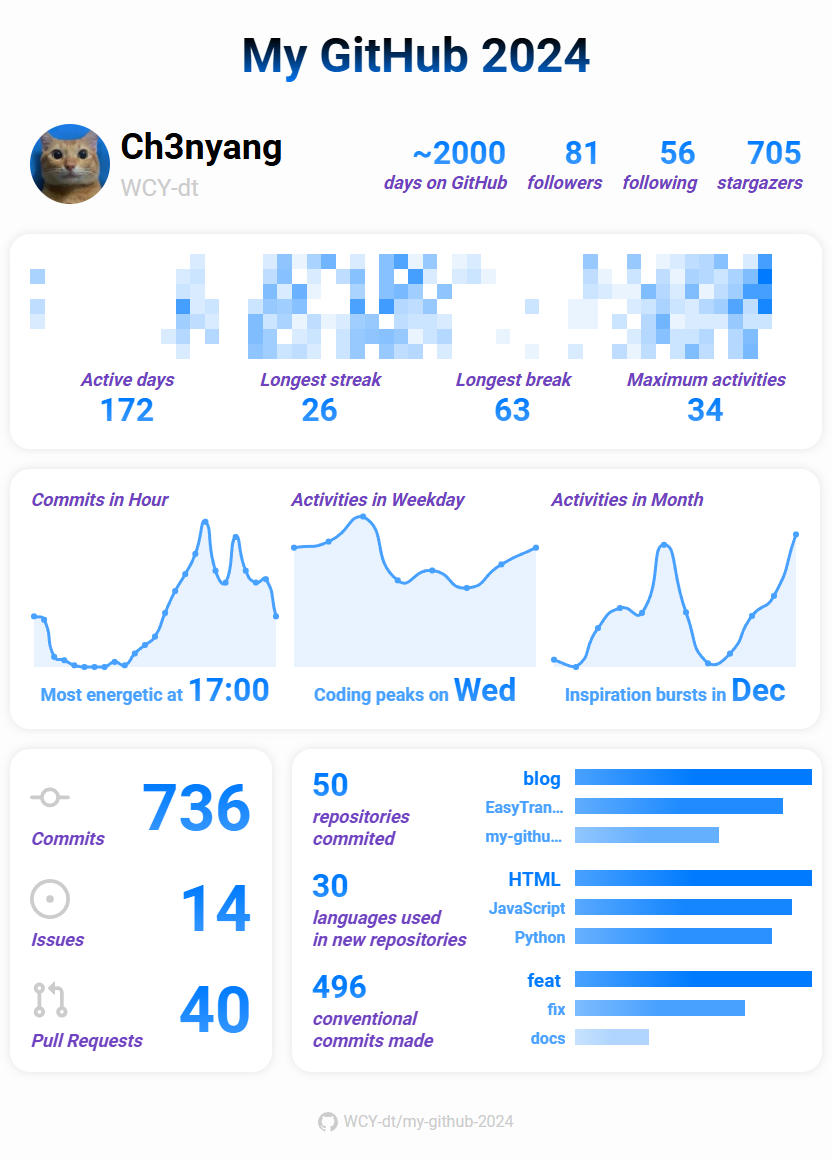 My GitHub 2024
Ch3nyang
WCY-dt
~2000 81 56 705
days on GitHub followers following stargazers
Active days Longest streak Longest break Maximum activities
172 26 63 34
Commits in Hour Activities in Weekday Activities in Month
Most energetic at 17:00 Coding peaks on Wed Inspiration bursts in Dec
736
Commits
14
Issues
40
Pull Requests
50
repositories
commited
blog
EasyTran...
my-githu...
30
languages used
in new repositories
HTML
JavaScript
Python
496
conventional
commits made
feat
fix
docs
WCY-dt/my-github-2024